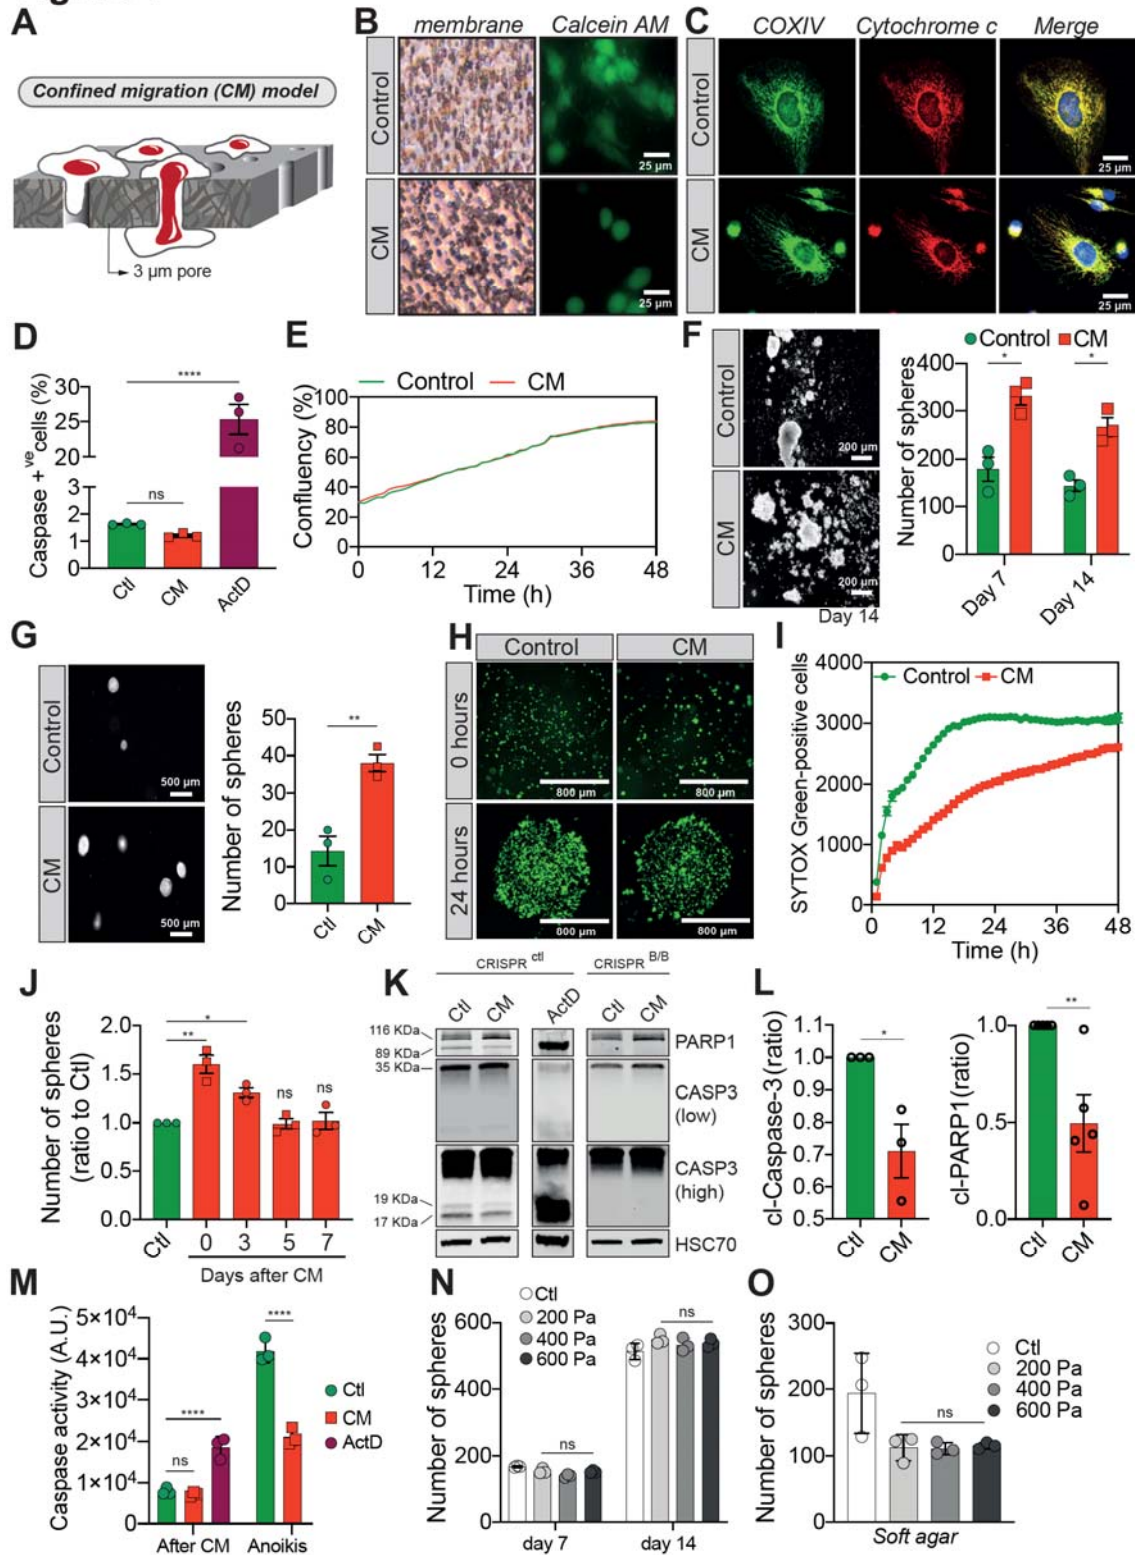 A
Confined migration (CM) model
3 µm pore
B
membrane
Calcein AM
Control
25 µm
CM
25 µm
C
COXIV
Cytochrome c
Merge
Control
25 µm
CM
25 µm
D
Caspase +ve cells (%)
30
25
20
3
2
1
0
****
ns
Ctl
CM
ActD
E
Control
CM
Confluency (%)
100
80
60
40
20
0
0
12
24
36
48
Time (h)
F
Control
200 µm
CM
200 µm
Day 14
Control
CM
Number of spheres
400
300
200
100
0
*
*
Day 7
Day 14
G
Control
500 µm
CM
500 µm
Number of spheres
50
40
30
20
10
0
**
Ctl
CM
H
Control
CM
0 hours
800 µm
800 µm
24 hours
800 µm
800 µm
I
Control
CM
SYTOX Green-positive cells
4000
3000
2000
1000
0
0
12
24
36
48
Time (h)
J
Number of spheres
(ratio to Ctl)
2.0
1.5
1.0
0.5
0.0
*
**
ns
ns
Ctl
0
3
5
7
Days after CM
K
CRISPR ctl
CRISPR B/B
Ctl
CM
ActD
Ctl
CM
116 KDa
89 KDa
PARP1
35 KDa
CASP3
(low)
CASP3
(high)
19 KDa
17 KDa
HSC70
L
cl-Caspase-3 (ratio)
1.1
1.0
0.9
0.8
0.7
0.6
0.5
*
Ctl
CM
cl-PARP1 (ratio)
1.0
0.5
0.0
**
Ctl
CM
M
Caspase activity (A.U.)
5×10⁴
4×10⁴
3×10⁴
2×10⁴
1×10⁴
0
****
****
ns
Ctl
CM
ActD
After CM
Anoikis
N
Ctl
200 Pa
400 Pa
600 Pa
Number of spheres
600
400
200
0
ns
ns
day 7
day 14
O
Number of spheres
300
200
100
0
Ctl
200 Pa
400 Pa
600 Pa
ns
Soft agar